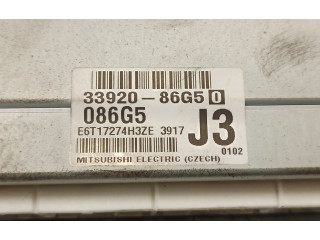 33920-86G5 0
086G5
E6T17274H3ZE 3917
J3
0102
MITSUBISHI ELECTRIC (CZECH)